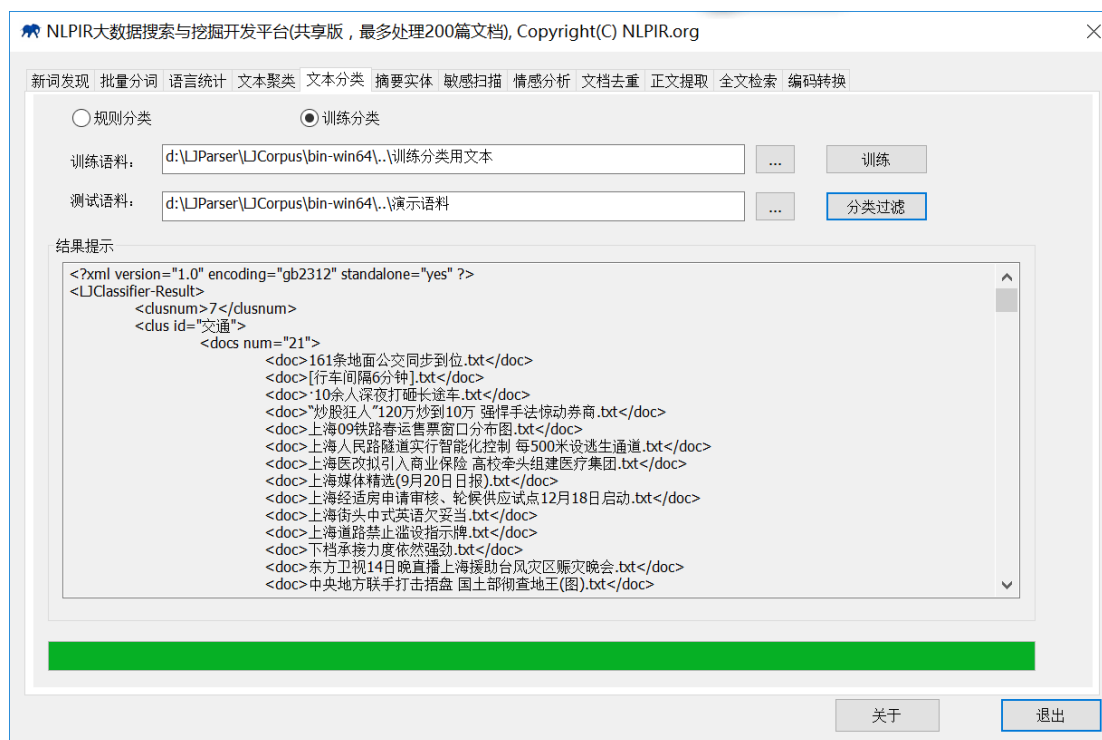 NLPIR大数据搜索与挖掘开发平台(共享版，最多处理200篇文档), Copyright(C) NLPIR.org
新词发现 批量分词 语言统计 文本聚类 文本分类 摘要实体 敏感扫描 情感分析 文档去重 正文提取 全文检索 编码转换
规则分类 训练分类
训练语料： d:\LJParser\LJCorpus\bin-win64\..\训练分类用文本 ... 训练
测试语料： d:\LJParser\LJCorpus\bin-win64\..\演示语料 ... 分类过滤
结果提示
<?xml version="1.0" encoding="gb2312" standalone="yes" ?>
<LJClassifier-Result>
<clusnum>7</clusnum>
<clus id="交通">
<docs num="21">
<doc>161条地面公交同步到位.txt</doc>
<doc>[行车间隔6分钟].txt</doc>
<doc>·10余人深夜打砸长途车.txt</doc>
<doc>“炒股狂人”120万炒到10万 强悍手法惊动券商.txt</doc>
<doc>上海09铁路春运售票窗口分布图.txt</doc>
<doc>上海人民路隧道实行智能化控制 每500米设逃生通道.txt</doc>
<doc>上海医改拟引入商业保险 高校牵头组建医疗集团.txt</doc>
<doc>上海媒体精选(9月20日日报).txt</doc>
<doc>上海经适房申请审核、轮候供应试点12月18日启动.txt</doc>
<doc>上海街头中式英语欠妥当.txt</doc>
<doc>上海道路禁止滥设指示牌.txt</doc>
<doc>下档承接力度依然强劲.txt</doc>
<doc>东方卫视14日晚直播上海援助台风灾区赈灾晚会.txt</doc>
<doc>中央地方联手打击捂盘 国土部彻查地王(图).txt</doc>
关于 退出